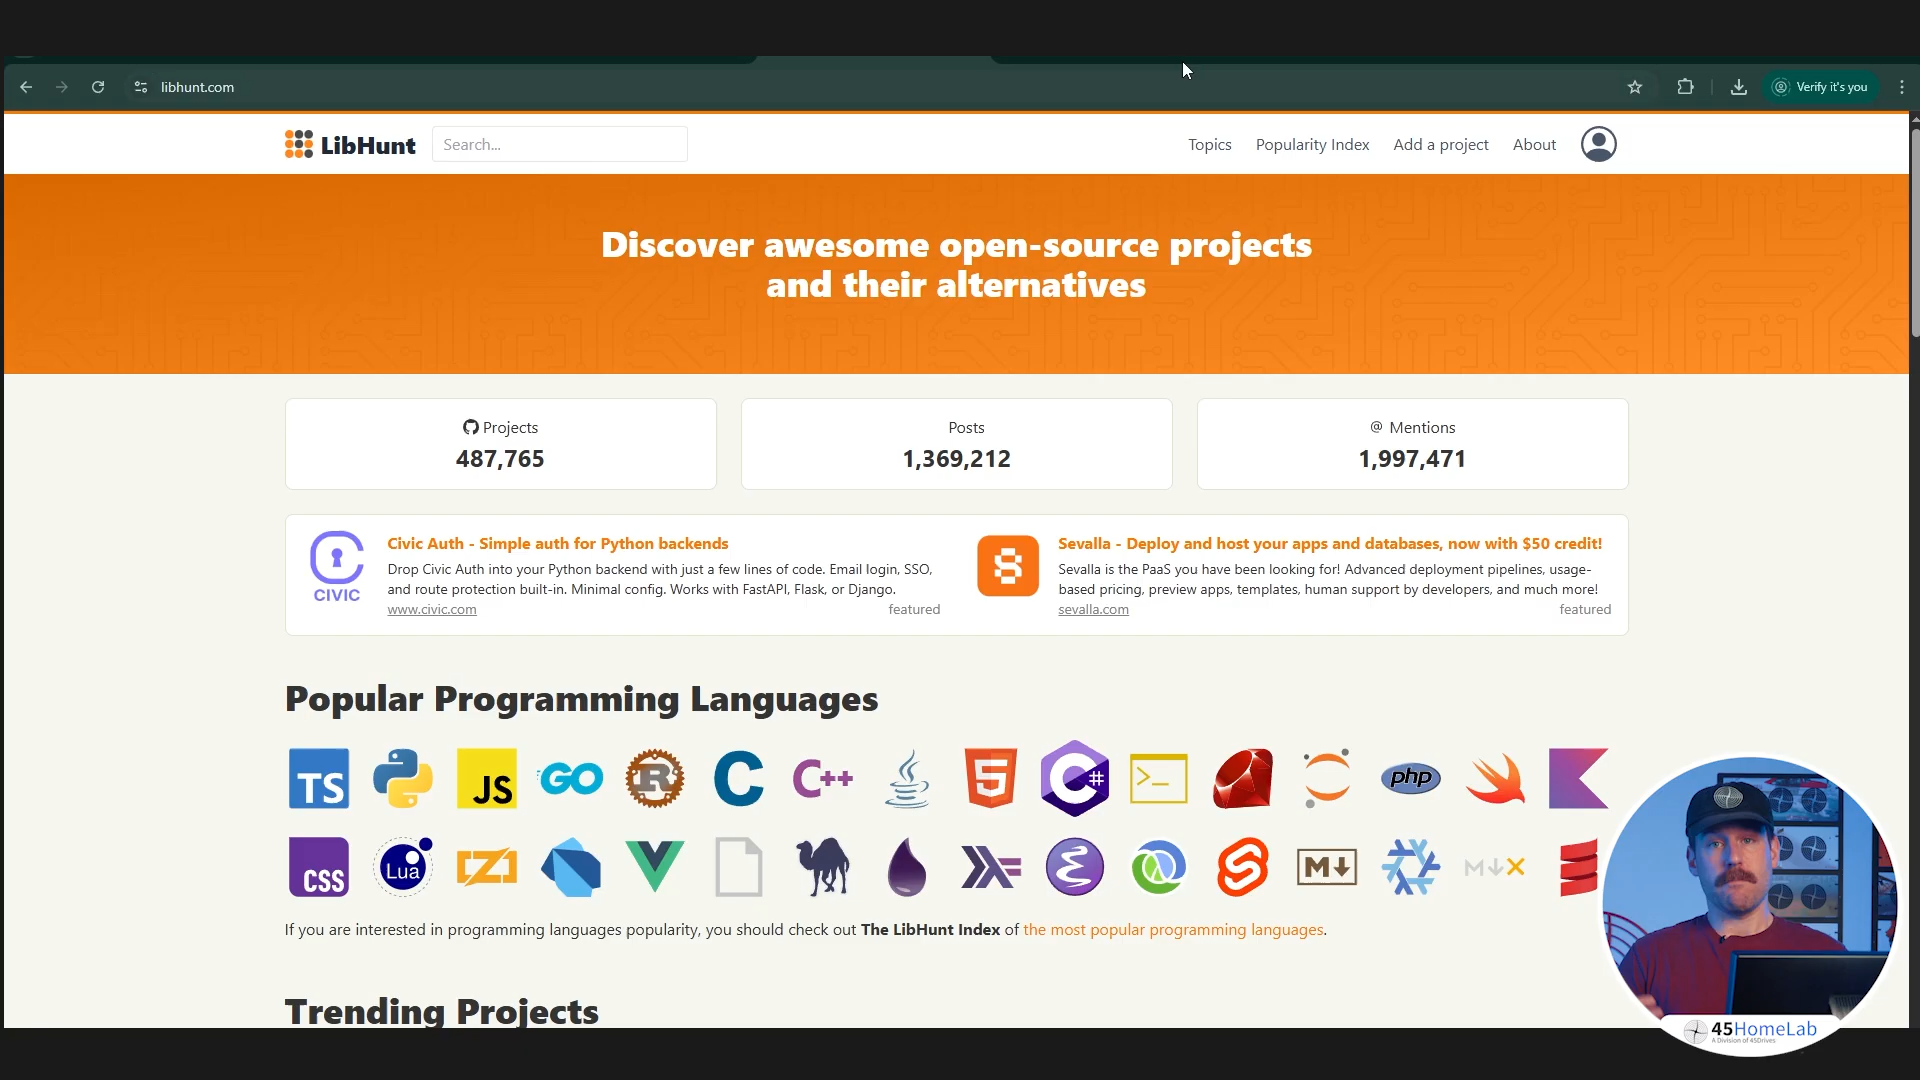 libhunt.com
Verify it's you
LibHunt
Search...
Topics
Popularity Index
Add a project
About
Discover awesome open-source projects
and their alternatives
Projects
487,765
Posts
1,369,212
@ Mentions
1,997,471
Civic Auth - Simple auth for Python backends
Drop Civic Auth into your Python backend with just a few lines of code. Email login, SSO,
and route protection built-in. Minimal config. Works with FastAPI, Flask, or Django.
www.civic.com
featured
CIVIC
Sevalla - Deploy and host your apps and databases, now with $50 credit!
Sevalla is the PaaS you have been looking for! Advanced deployment pipelines, usage-
based pricing, preview apps, templates, human support by developers, and much more!
sevalla.com
featured
Popular Programming Languages
TS
JS
GO
R
C
C++
5
C#
>_
php
CSS
Lua
M
M
If you are interested in programming languages popularity, you should check out The LibHunt Index of the most popular programming languages.
Trending Projects
45HomeLab
A Division of 45Drives